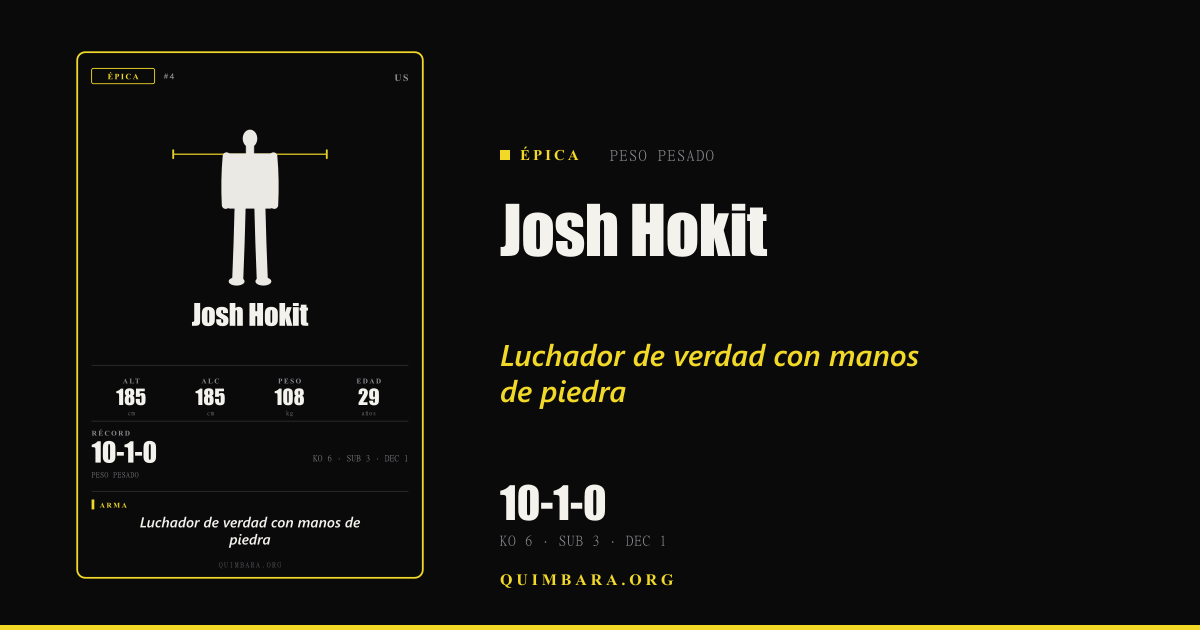 ÉPICA #4 US
Josh Hokit
ALT ALC PESO EDAD
185 185 108 29
cm cm kg años
RÉCORD
10-1-0
KO 6 · SUB 3 · DEC 1
PESO PESADO
ARMA
Luchador de verdad con manos de
piedra
QUIMBARA.ORG
ÉPICA PESO PESADO
Josh Hokit
Luchador de verdad con manos
de piedra
10-1-0
KO 6 · SUB 3 · DEC 1
QUIMBARA.ORG